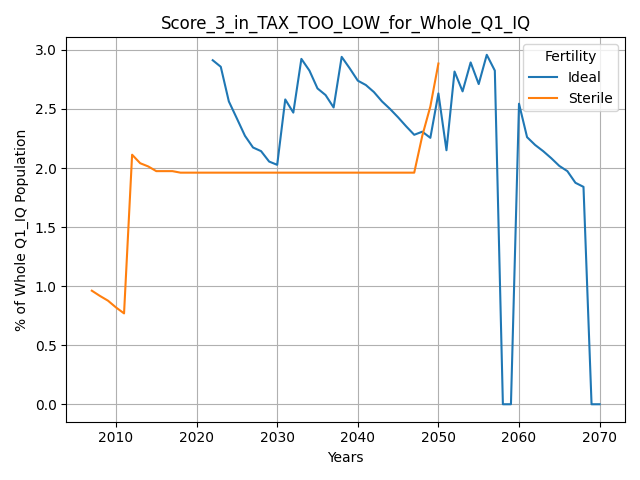 Score_3_in_TAX_TOO_LOW_for_Whole_Q1_IQ
Fertility
Ideal
Sterile
% of Whole Q1_IQ Population
3.0
2.5
2.0
1.5
1.0
0.5
0.0
2010 2020 2030 2040 2050 2060 2070
Years